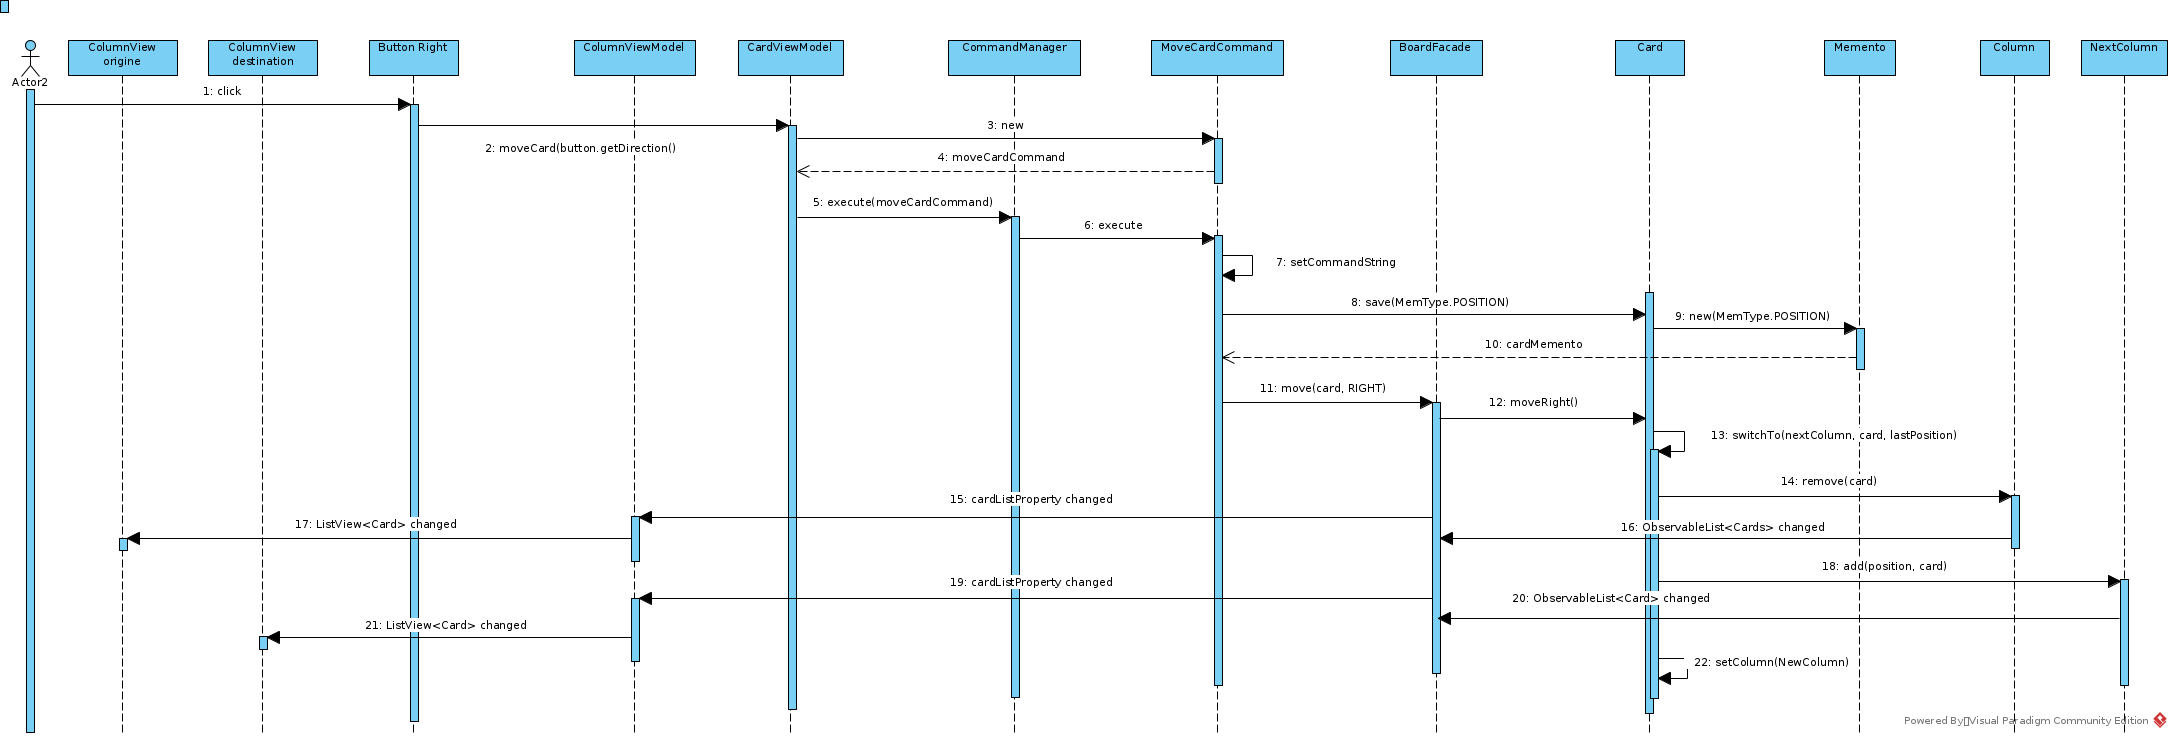 ColumnView
origine
ColumnView
destination
Button Right
ColumnViewModel
CardViewModel
CommandManager
MoveCardCommand
BoardFacade
Card
Memento
Column
NextColumn
Actor2
1: click
2: moveCard(button.getDirection()
3: new
4: moveCardCommand
5: execute(moveCardCommand)
6: execute
7: setCommandString
8: save(MemType.POSITION)
9: new(MemType.POSITION)
10: cardMemento
11: move(card, RIGHT)
12: moveRight()
13: switchTo(nextColumn, card, lastPosition)
14: remove(card)
15: cardListProperty changed
16: ObservableList<Cards> changed
17: ListView<Card> changed
18: add(position, card)
19: cardListProperty changed
20: ObservableList<Card> changed
21: ListView<Card> changed
22: setColumn(NewColumn)
Powered By Visual Paradigm Community Edition